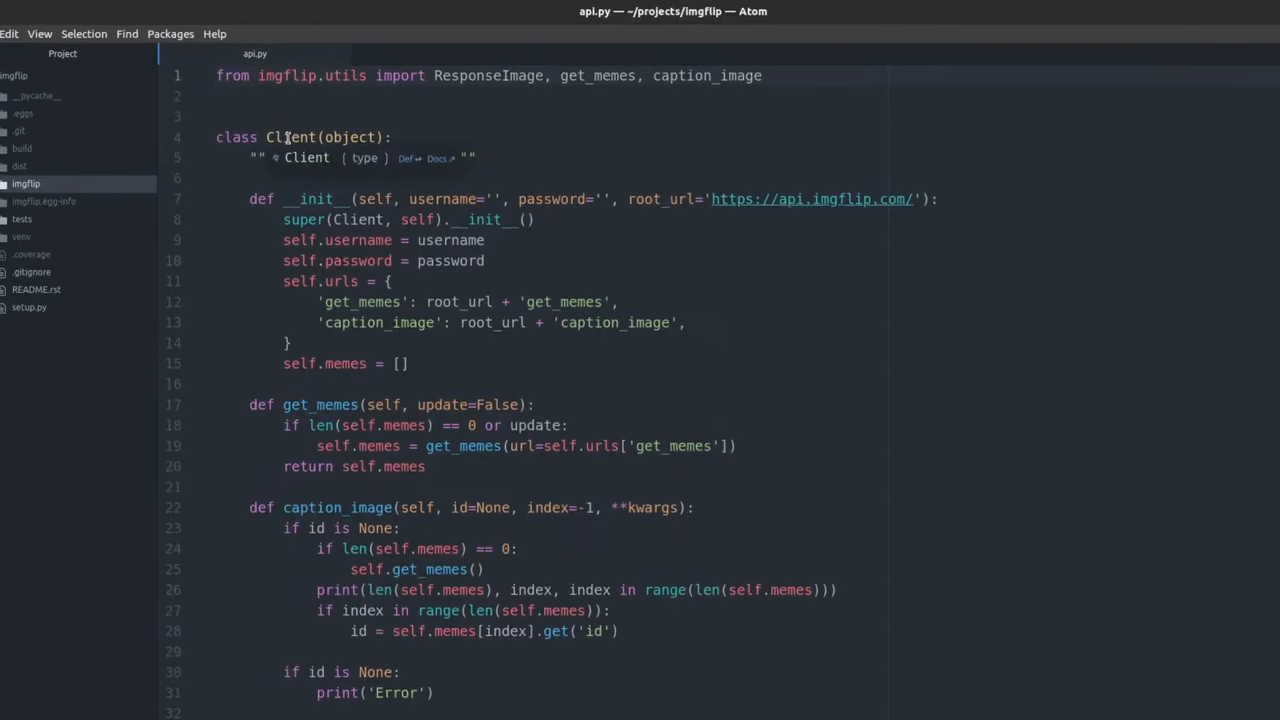 api.py — ~/projects/imgflip — Atom
Edit View Selection Find Packages Help
Project
api.py
imgflip
__pycache__
.eggs
.git
build
dist
imgflip
imgflip.egg-info
tests
venv
.coverage
.gitignore
README.rst
setup.py
1 from imgflip.utils import ResponseImage, get_memes, caption_image
2
3
4 class Client(object):
5 "" Client [ type ] Def↩ Docs↗ ""
6
7 def __init__(self, username='', password='', root_url='https://api.imgflip.com/'):
8 super(Client, self).__init__()
9 self.username = username
10 self.password = password
11 self.urls = {
12 'get_memes': root_url + 'get_memes',
13 'caption_image': root_url + 'caption_image',
14 }
15 self.memes = []
16
17 def get_memes(self, update=False):
18 if len(self.memes) == 0 or update:
19 self.memes = get_memes(url=self.urls['get_memes'])
20 return self.memes
21
22 def caption_image(self, id=None, index=-1, **kwargs):
23 if id is None:
24 if len(self.memes) == 0:
25 self.get_memes()
26 print(len(self.memes), index, index in range(len(self.memes)))
27 if index in range(len(self.memes)):
28 id = self.memes[index].get('id')
29
30 if id is None:
31 print('Error')
32